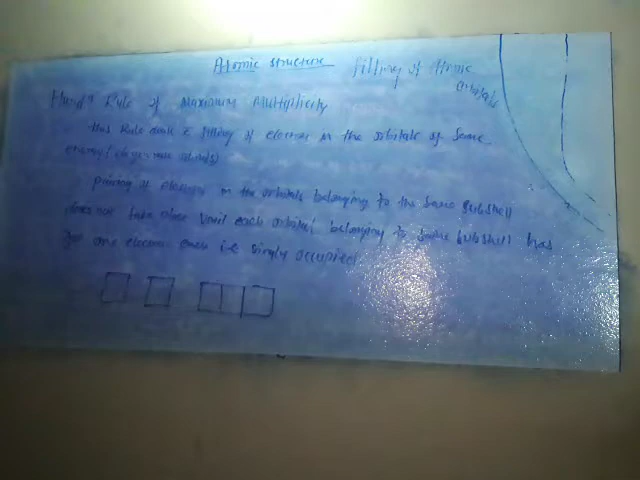 Atomic structure filling of Atomic
orbitals
Hund's Rule of Maximum Multiplicity
this Rule deals filling of electrons in the orbitals of same
energy (degenerate orbitals)
pairing of electrons in the orbitals belonging to the same subshell
does not take place until each orbital belonging to same subshell has
got one electron each i.e singly occupied